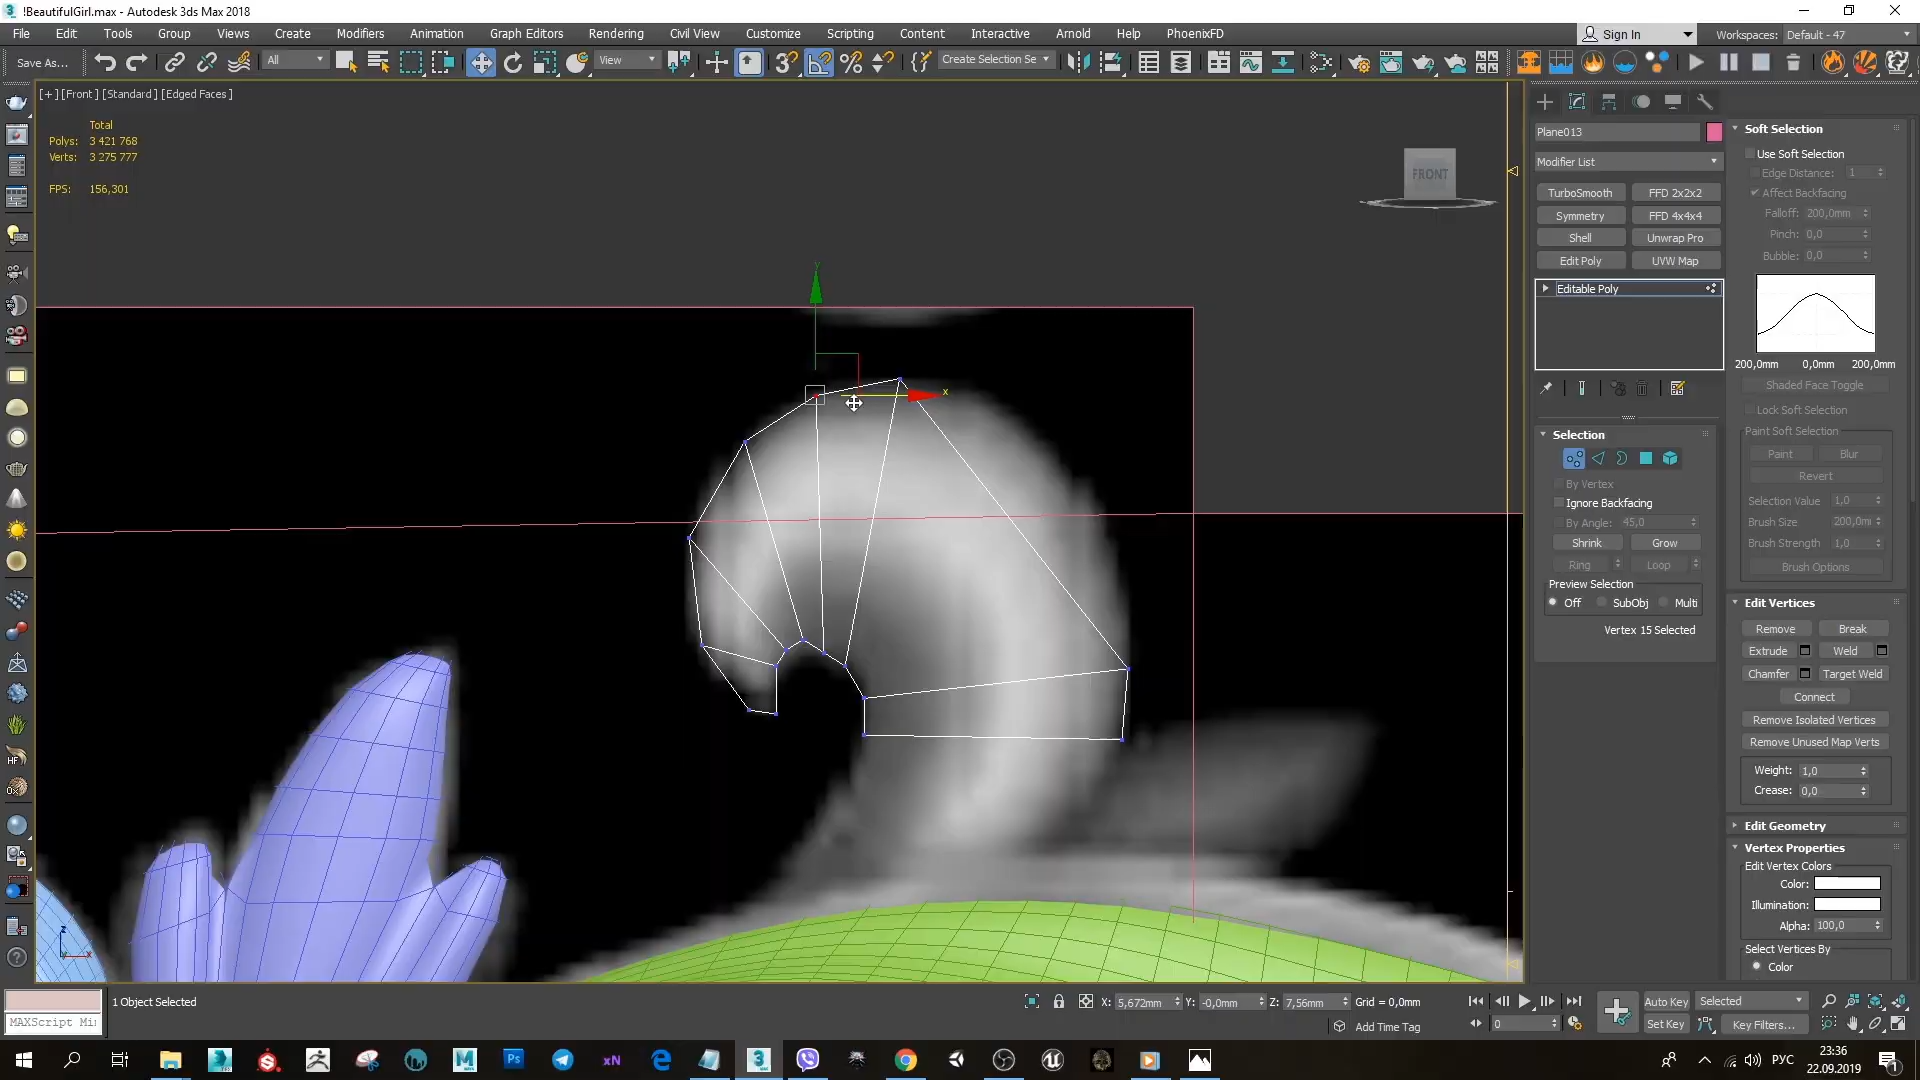 !BeautifulGirl.max - Autodesk 3ds Max 2018
File Edit Tools Group Views Create Modifiers Animation Graph Editors Rendering Civil View Customize Scripting Content Interactive Arnold Help PhoenixFD
Sign In
Workspaces: Default - 47
Save As...
All
View
Create Selection Se
[+] [Front] [Standard] [Edged Faces]
Total
Polys: 3 421 768
Verts: 3 275 777
FPS: 156,301
FRONT
y
x
z
x
Plane013
Modifier List
TurboSmooth FFD 2x2x2
Symmetry FFD 4x4x4
Shell Unwrap Pro
Edit Poly UVW Map
Editable Poly
Selection
By Vertex
Ignore Backfacing
By Angle: 45,0
Shrink Grow
Ring Loop
Preview Selection
Off SubObj Multi
Vertex 15 Selected
Soft Selection
Use Soft Selection
Edge Distance: 1
Affect Backfacing
Falloff: 200,0mm
Pinch: 0,0
Bubble: 0,0
200,0mm 0,0mm 200,0mm
Shaded Face Toggle
Lock Soft Selection
Paint Soft Selection
Paint Blur
Revert
Selection Value 1,0
Brush Size 200,0mi
Brush Strength 1,0
Brush Options
Edit Vertices
Remove Break
Extrude Weld
Chamfer Target Weld
Connect
Remove Isolated Vertices
Remove Unused Map Verts
Weight: 1,0
Crease: 0,0
Edit Geometry
Vertex Properties
Edit Vertex Colors
Color:
Illumination:
Alpha: 100,0
Select Vertices By
Color
MAXScript Mi
1 Object Selected
X: 5,672mm Y: -0,0mm Z: 7,56mm Grid = 0,0mm
Add Time Tag
0
Auto Key Selected
Set Key Key Filters...
РУС
23:36
22.09.2019